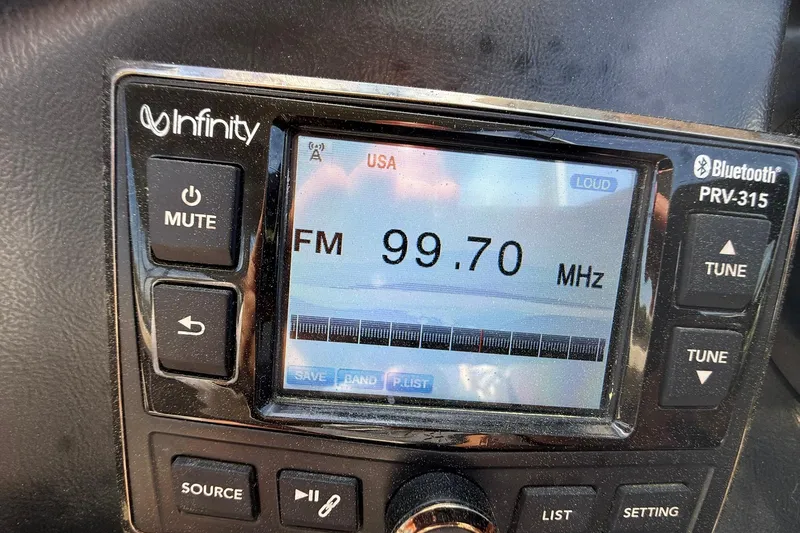 Infinity
Bluetooth®
PRV-315
MUTE
USA
LOUD
FM 99.70 MHz
TUNE
TUNE
SAVE BAND P.LIST
SOURCE
LIST
SETTING